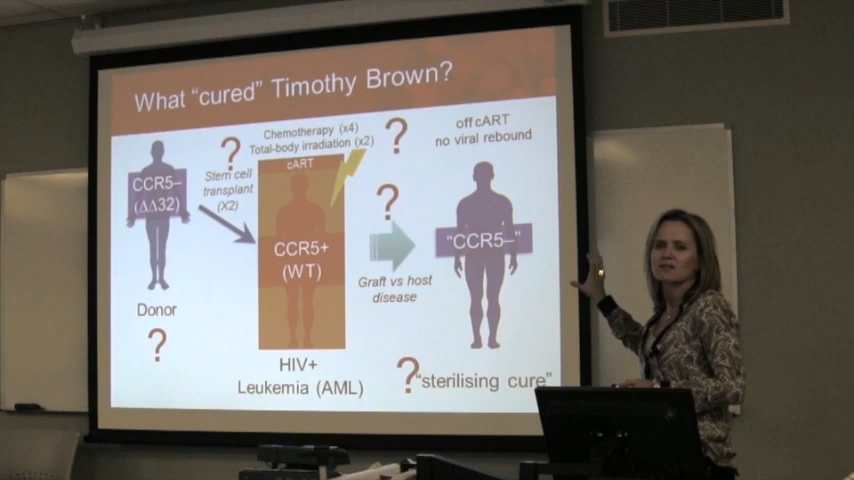 What “cured” Timothy Brown?
?
Chemotherapy (x4)
Total-body irradiation (x2)
?
off cART
no viral rebound
CCR5–
(ΔΔ32)
Stem cell
transplant
(X2)
cART
?
CCR5+
(WT)
“CCR5–”
Graft vs host
disease
Donor
?
HIV+
Leukemia (AML)
?
“sterilising cure”